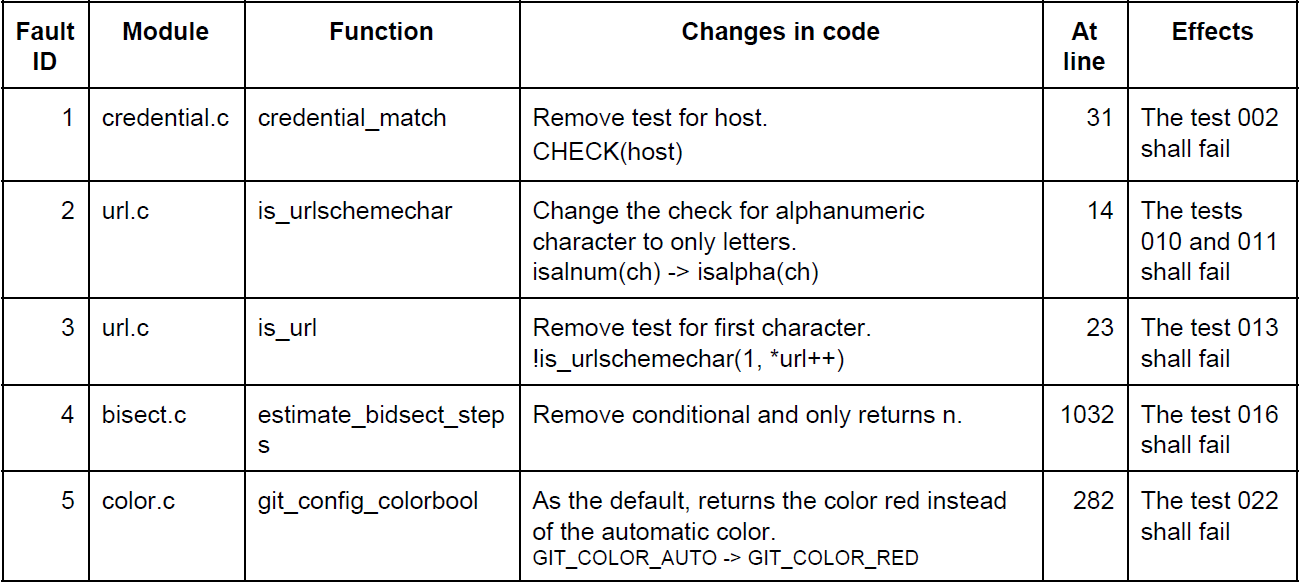 Fault ID Module Function Changes in code At line Effects
1 credential.c credential_match Remove test for host. 31 The test 002
CHECK(host) shall fail
2 url.c is_urlschemechar Change the check for alphanumeric 14 The tests
character to only letters. 010 and 011
isalnum(ch) -> isalpha(ch) shall fail
3 url.c is_url Remove test for first character. 23 The test 013
!is_urlschemechar(1, *url++) shall fail
4 bisect.c estimate_bidsect_step Remove conditional and only returns n. 1032 The test 016
s shall fail
5 color.c git_config_colorbool As the default, returns the color red instead 282 The test 022
of the automatic color. shall fail
GIT_COLOR_AUTO -> GIT_COLOR_RED